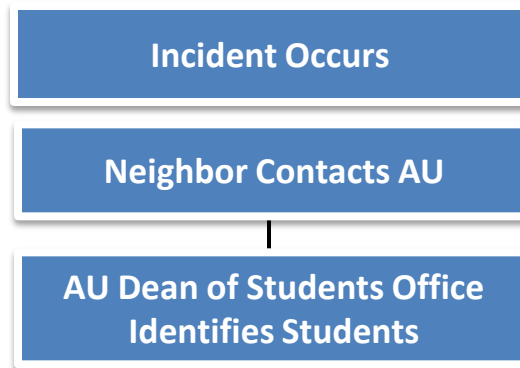 Incident Occurs
Neighbor Contacts AU
AU Dean of Students Office
Identifies Students